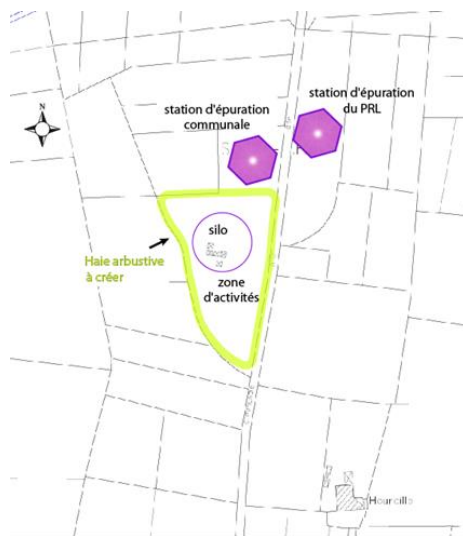 station d'épuration
du PRL
station d'épuration
communale
N
silo
Haie arbustive
à créer
zone
d'activités
Hourcillo